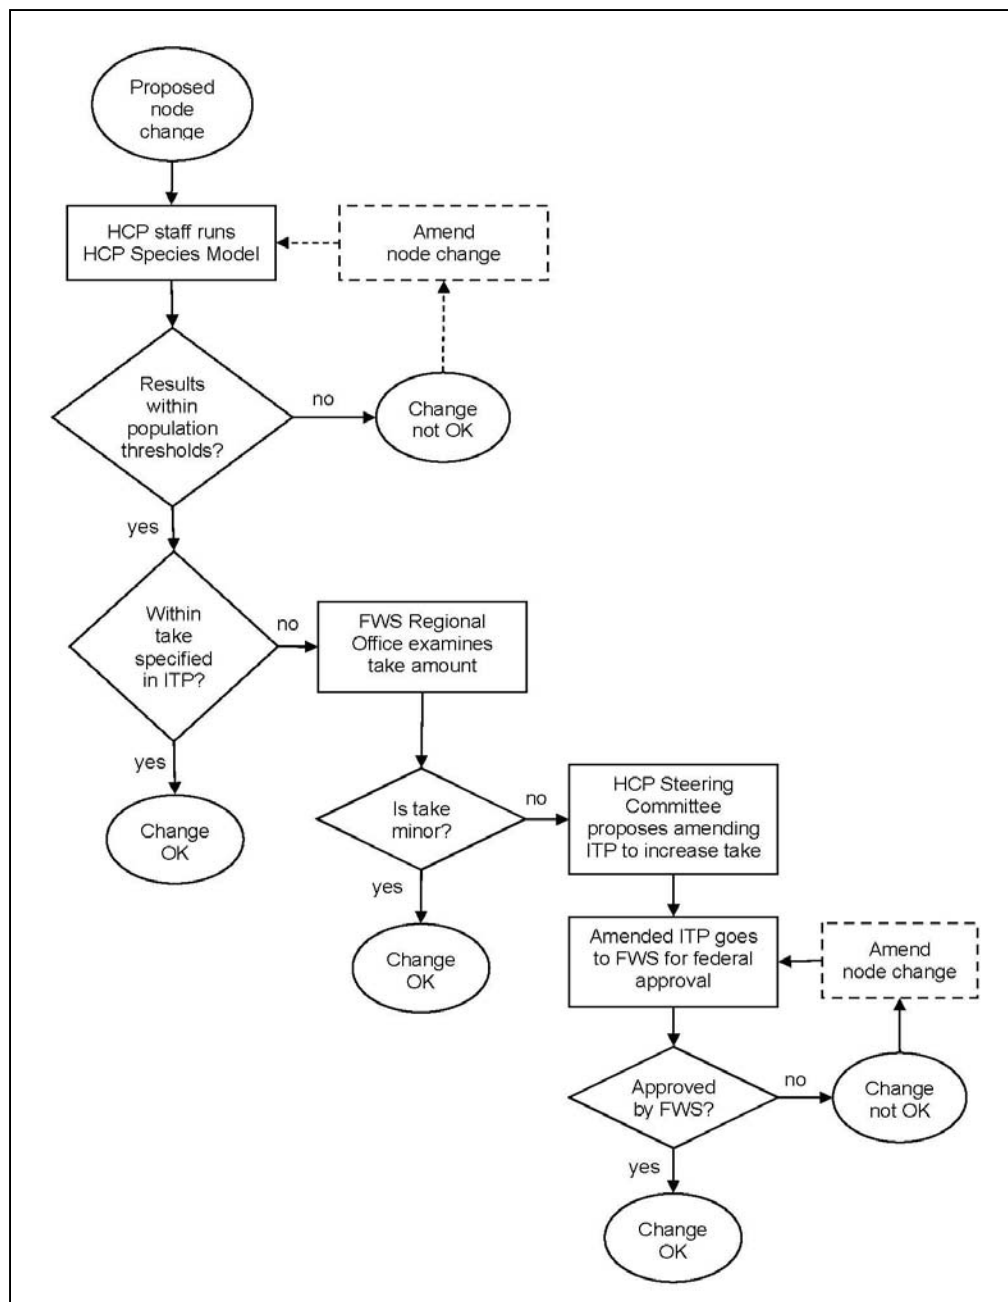 Proposed
node
change
HCP staff runs
HCP Species Model
Amend
node change
Results
within
population
thresholds?
no
Change
not OK
yes
Within
take
specified
in ITP?
no
FWS Regional
Office examines
take amount
yes
Change
OK
Is take
minor?
no
HCP Steering
Committee
proposes amending
ITP to increase take
yes
Change
OK
Amended ITP goes
to FWS for federal
approval
Amend
node change
Approved
by FWS?
no
Change
not OK
yes
Change
OK